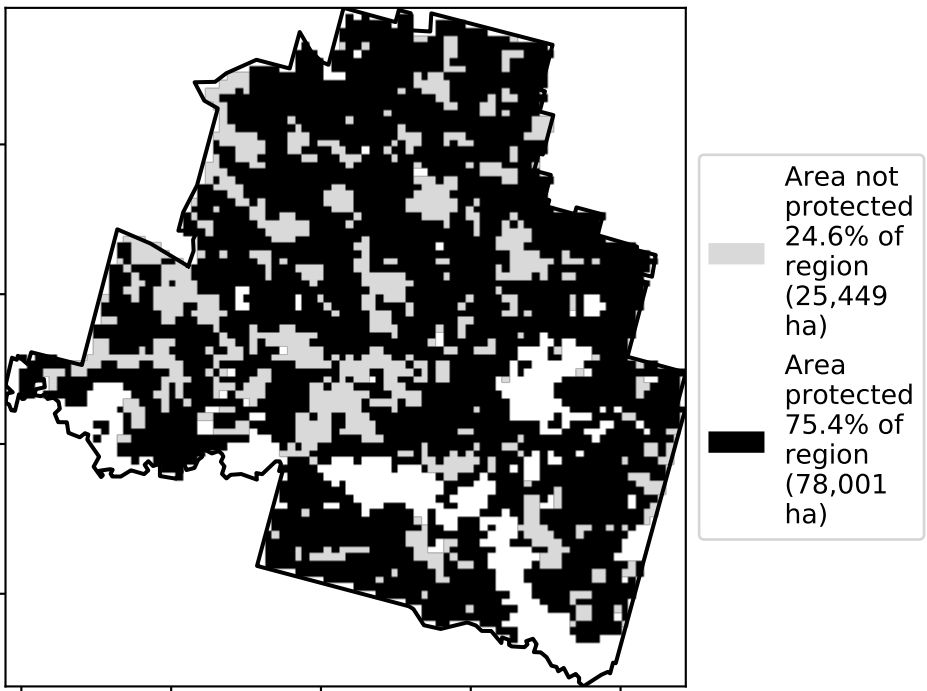 Area not
protected
24.6% of
region
(25,449
ha)
Area
protected
75.4% of
region
(78,001
ha)